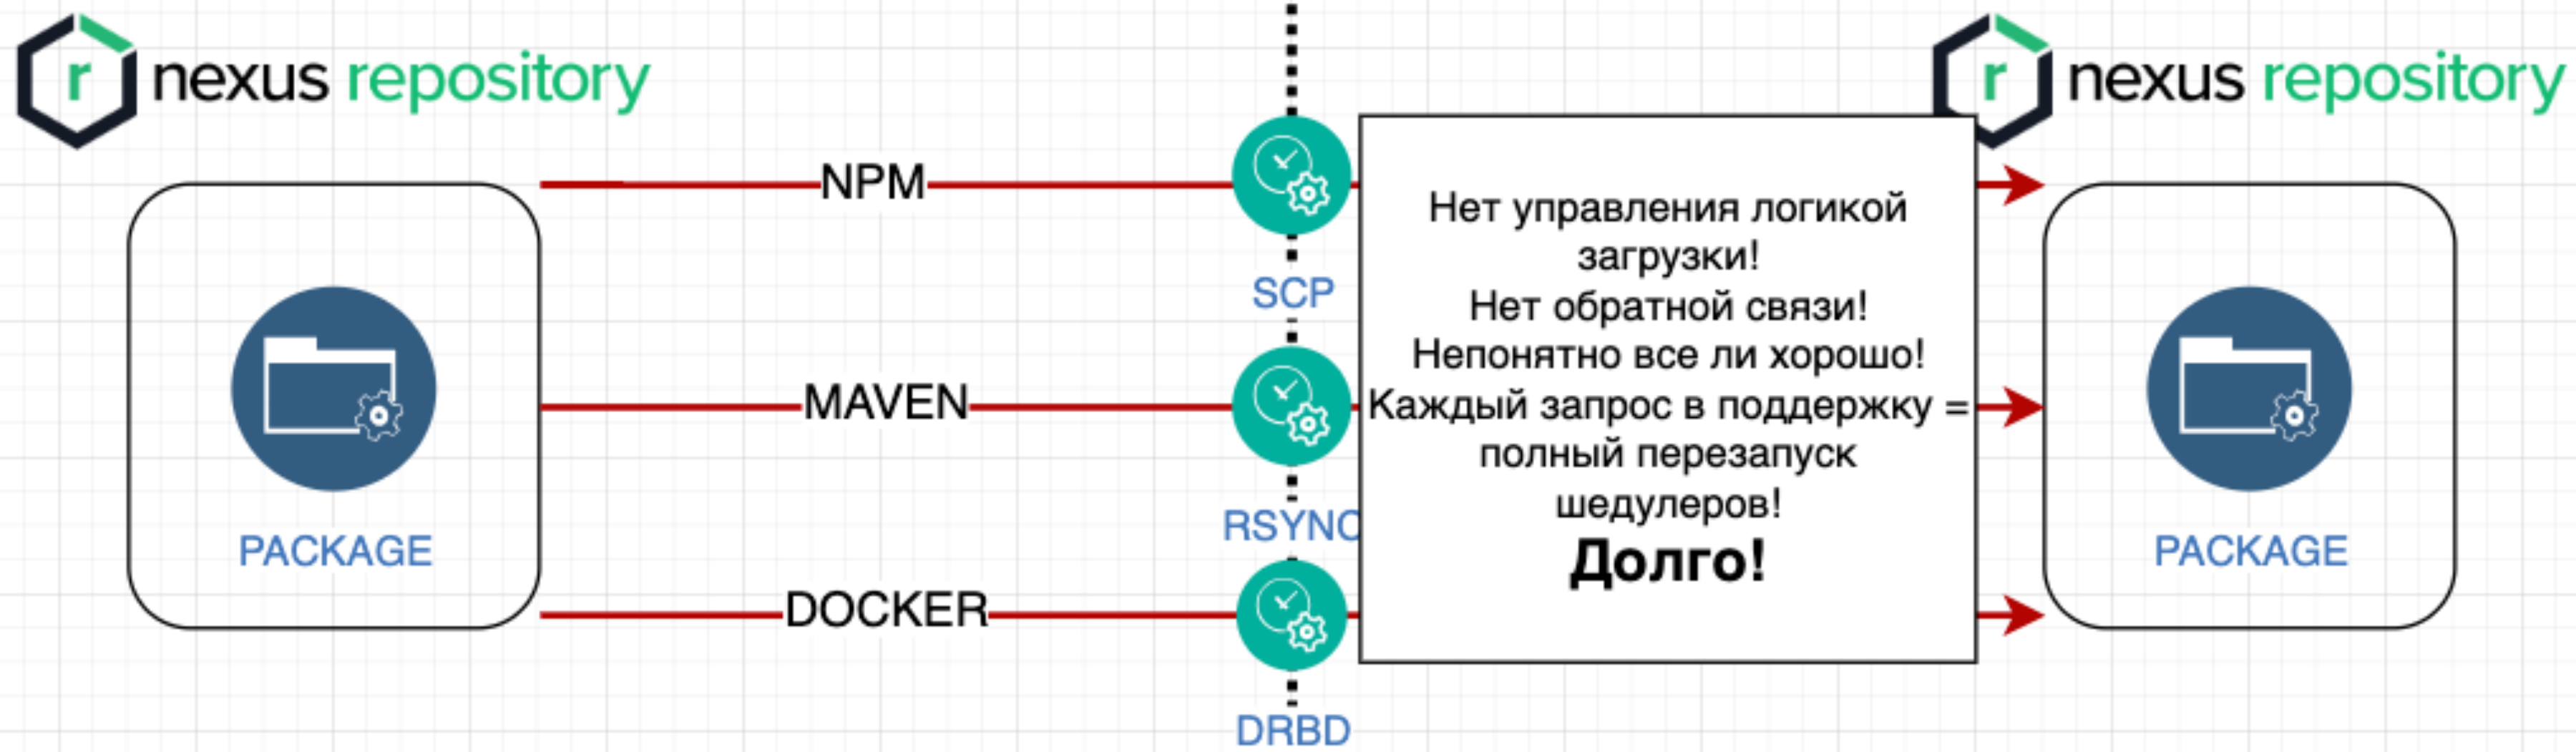 nexus repository
nexus repository
NPM
SCP
MAVEN
RSYNC
DOCKER
DRBD
PACKAGE
Нет управления логикой
загрузки!
Нет обратной связи!
Непонятно все ли хорошо!
Каждый запрос в поддержку =
полный перезапуск
шедулеров!
Долго!
PACKAGE